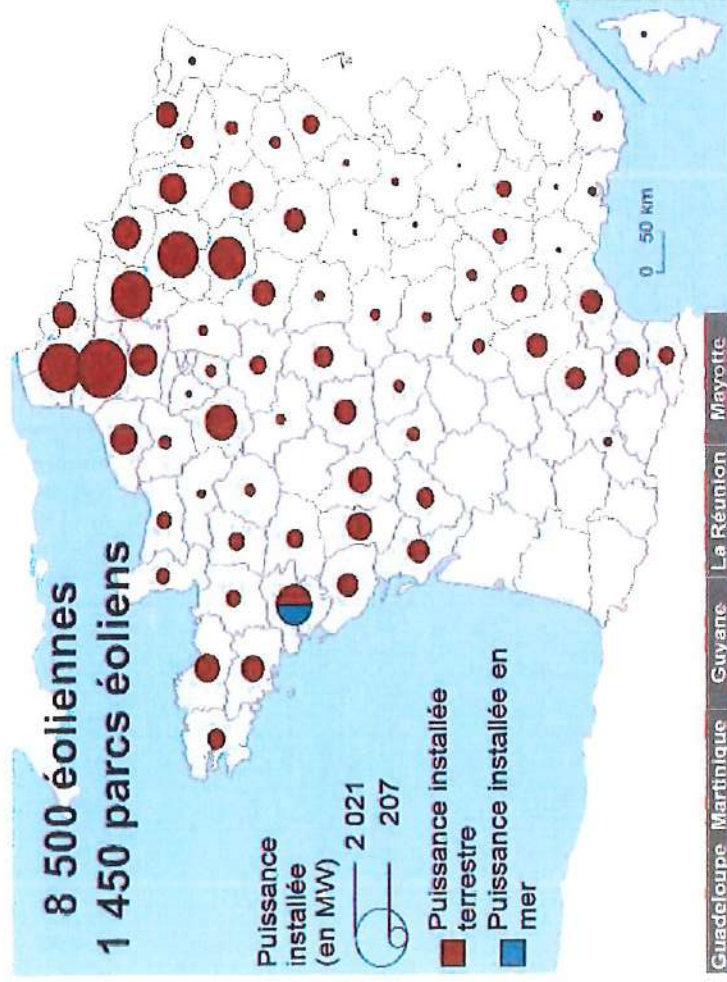 8 500 éoliennes
1 450 parcs éoliens
Puissance
installée
(en MW)
2 021
207
Puissance installée
terrestre
Puissance installée en
mer
0 50 km
Guadeloupe Martinique Guyane La Réunion Mayotte